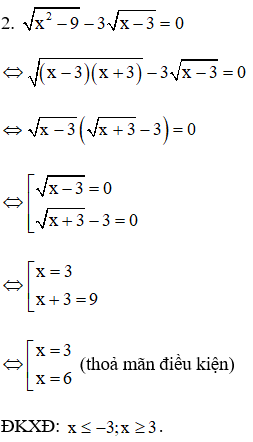 2. √(x² − 9) − 3√(x − 3) = 0
⇔ √((x − 3)(x + 3)) − 3√(x − 3) = 0
⇔ √(x − 3)(√(x + 3) − 3) = 0
⇔ [ √(x − 3) = 0
√(x + 3) − 3 = 0
⇔ [ x = 3
x + 3 = 9
⇔ [ x = 3
x = 6 (thoả mãn điều kiện)
ĐKXĐ: x ≤ −3; x ≥ 3.